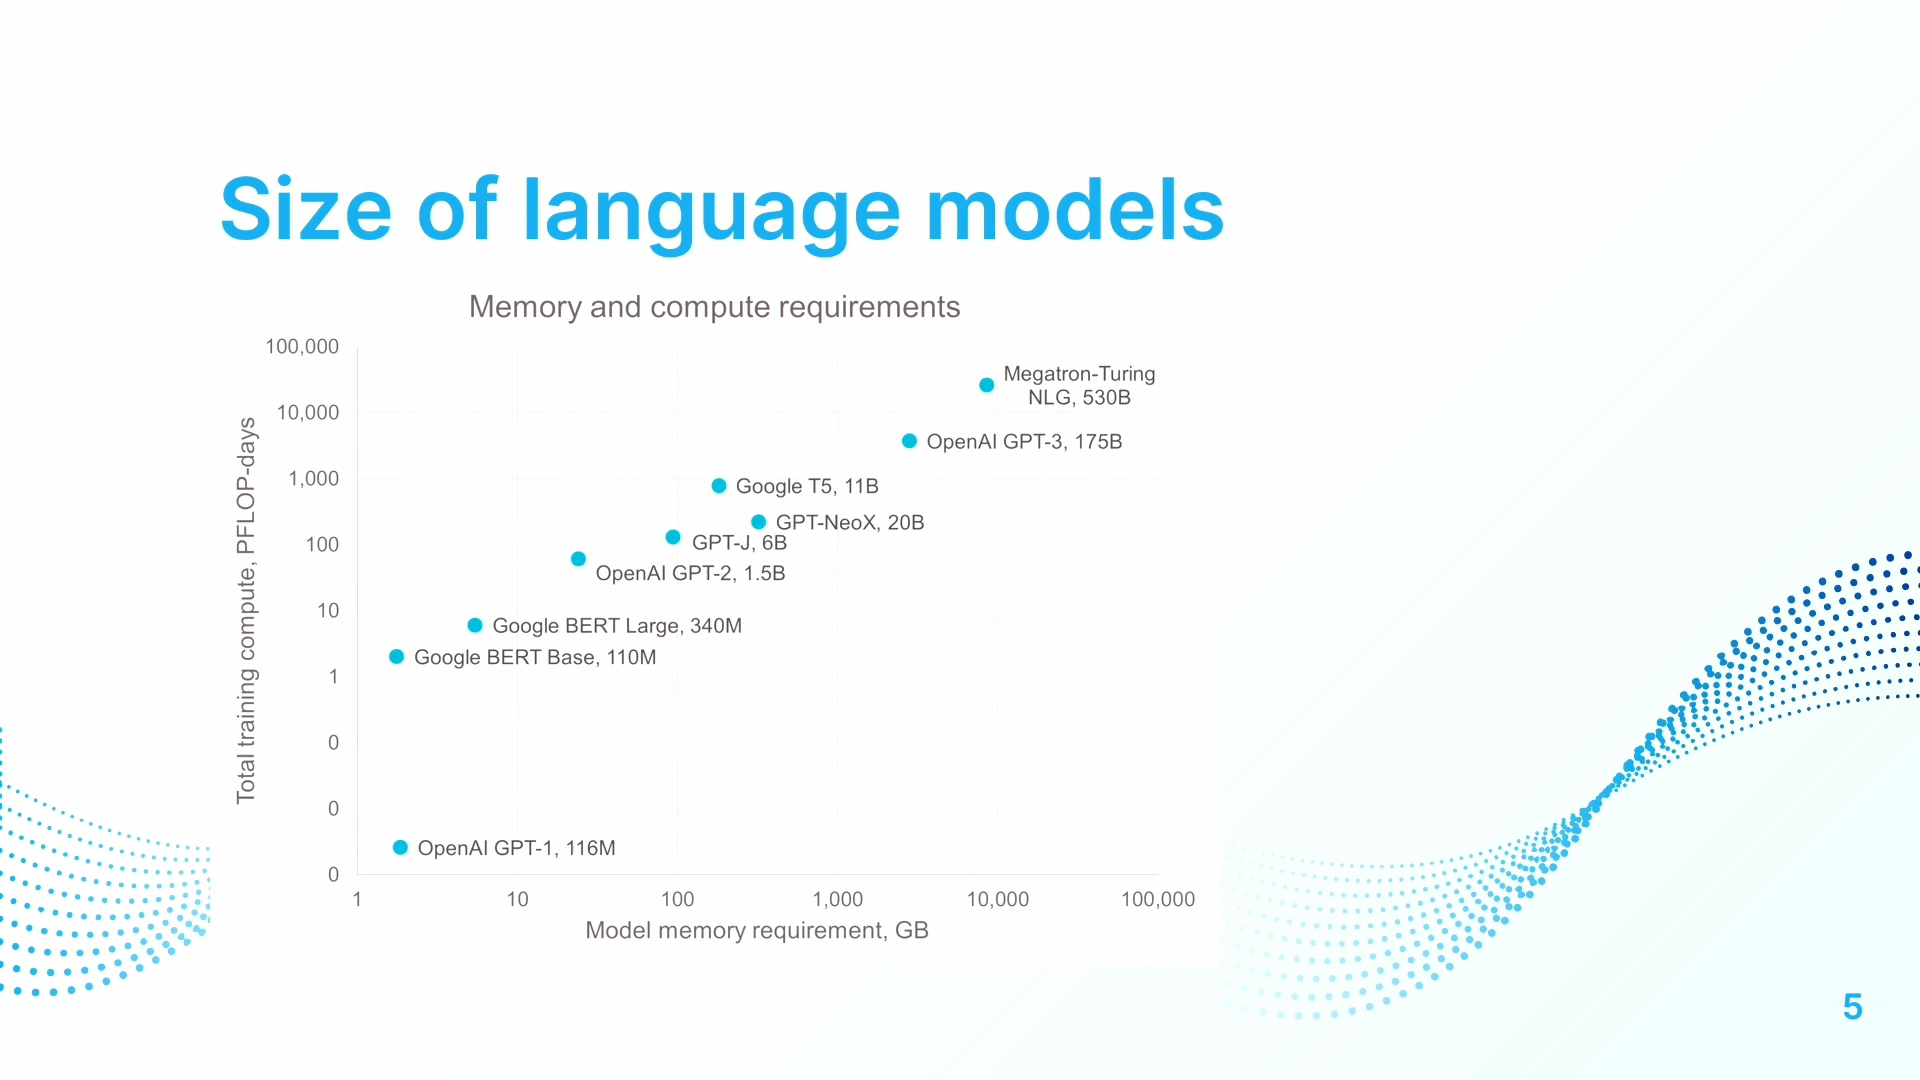 Size of language models
Memory and compute requirements
Total training compute, PFLOP-days
100,000
10,000
1,000
100
10
1
0
0
0
Megatron-Turing
NLG, 530B
OpenAI GPT-3, 175B
Google T5, 11B
GPT-NeoX, 20B
GPT-J, 6B
OpenAI GPT-2, 1.5B
Google BERT Large, 340M
Google BERT Base, 110M
OpenAI GPT-1, 116M
1 10 100 1,000 10,000 100,000
Model memory requirement, GB
5